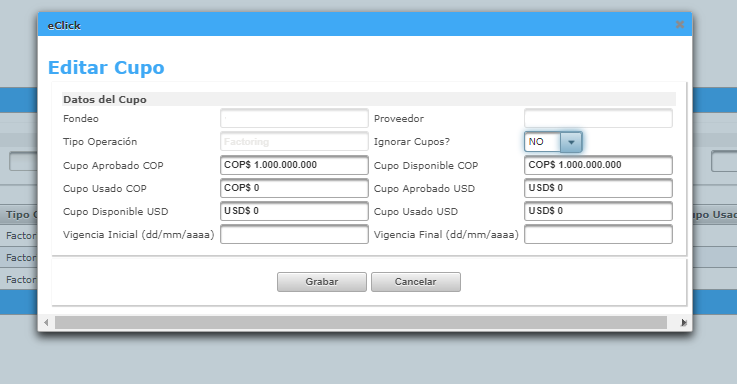 eClick
Editar Cupo
Datos del Cupo
Fondeo Proveedor
Tipo Operación Factoring Ignorar Cupos? NO
Cupo Aprobado COP COP$ 1.000.000.000 Cupo Disponible COP COP$ 1.000.000.000
Cupo Usado COP COP$ 0 Cupo Aprobado USD USD$ 0
Cupo Disponible USD USD$ 0 Cupo Usado USD USD$ 0
Vigencia Inicial (dd/mm/aaaa) Vigencia Final (dd/mm/aaaa)
Grabar Cancelar
Tipo
upo Usad
Factor
Factor
Factor